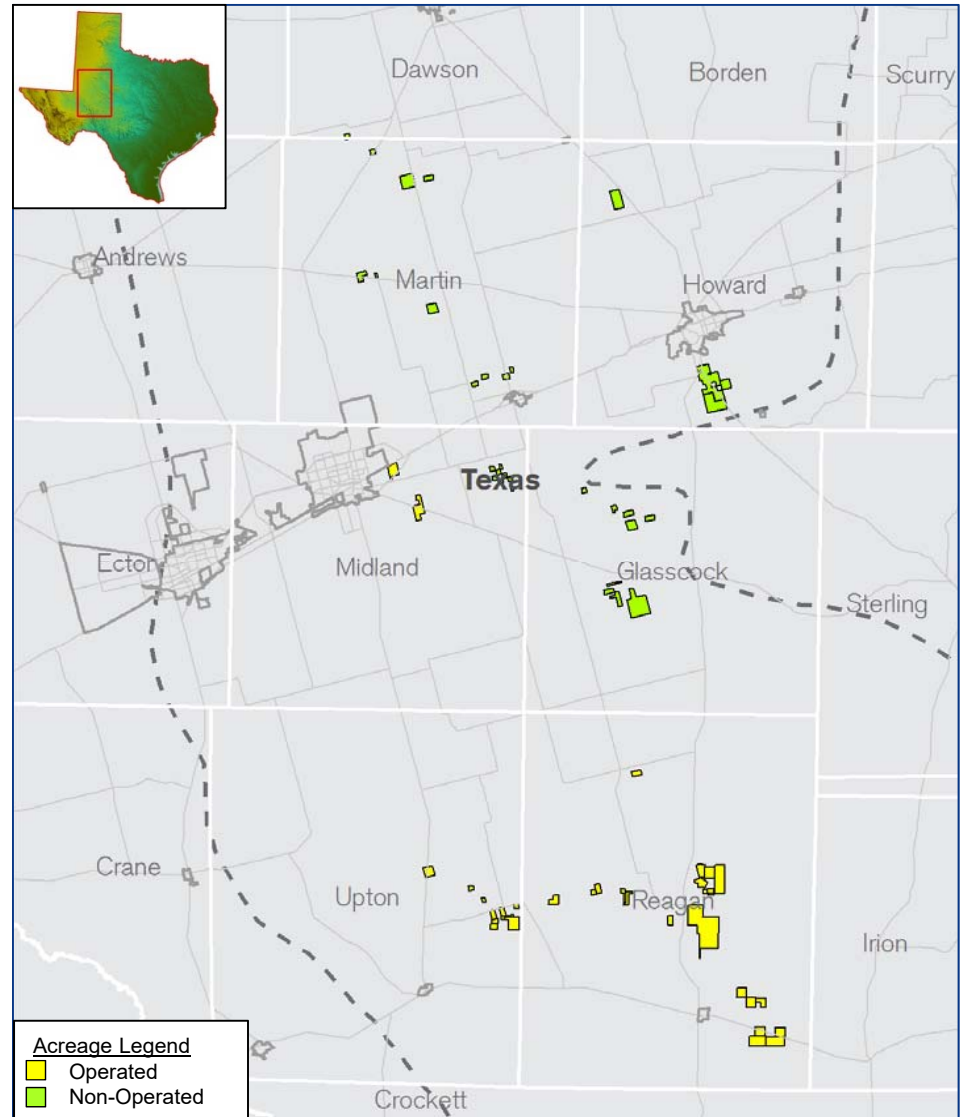 Dawson
Borden
Scurry
Andrews
Martin
Howard
Texas
Ector
Midland
Glasscock
Sterling
Crane
Upton
Reagan
Irion
Acreage Legend
Operated
Non-Operated
Crockett